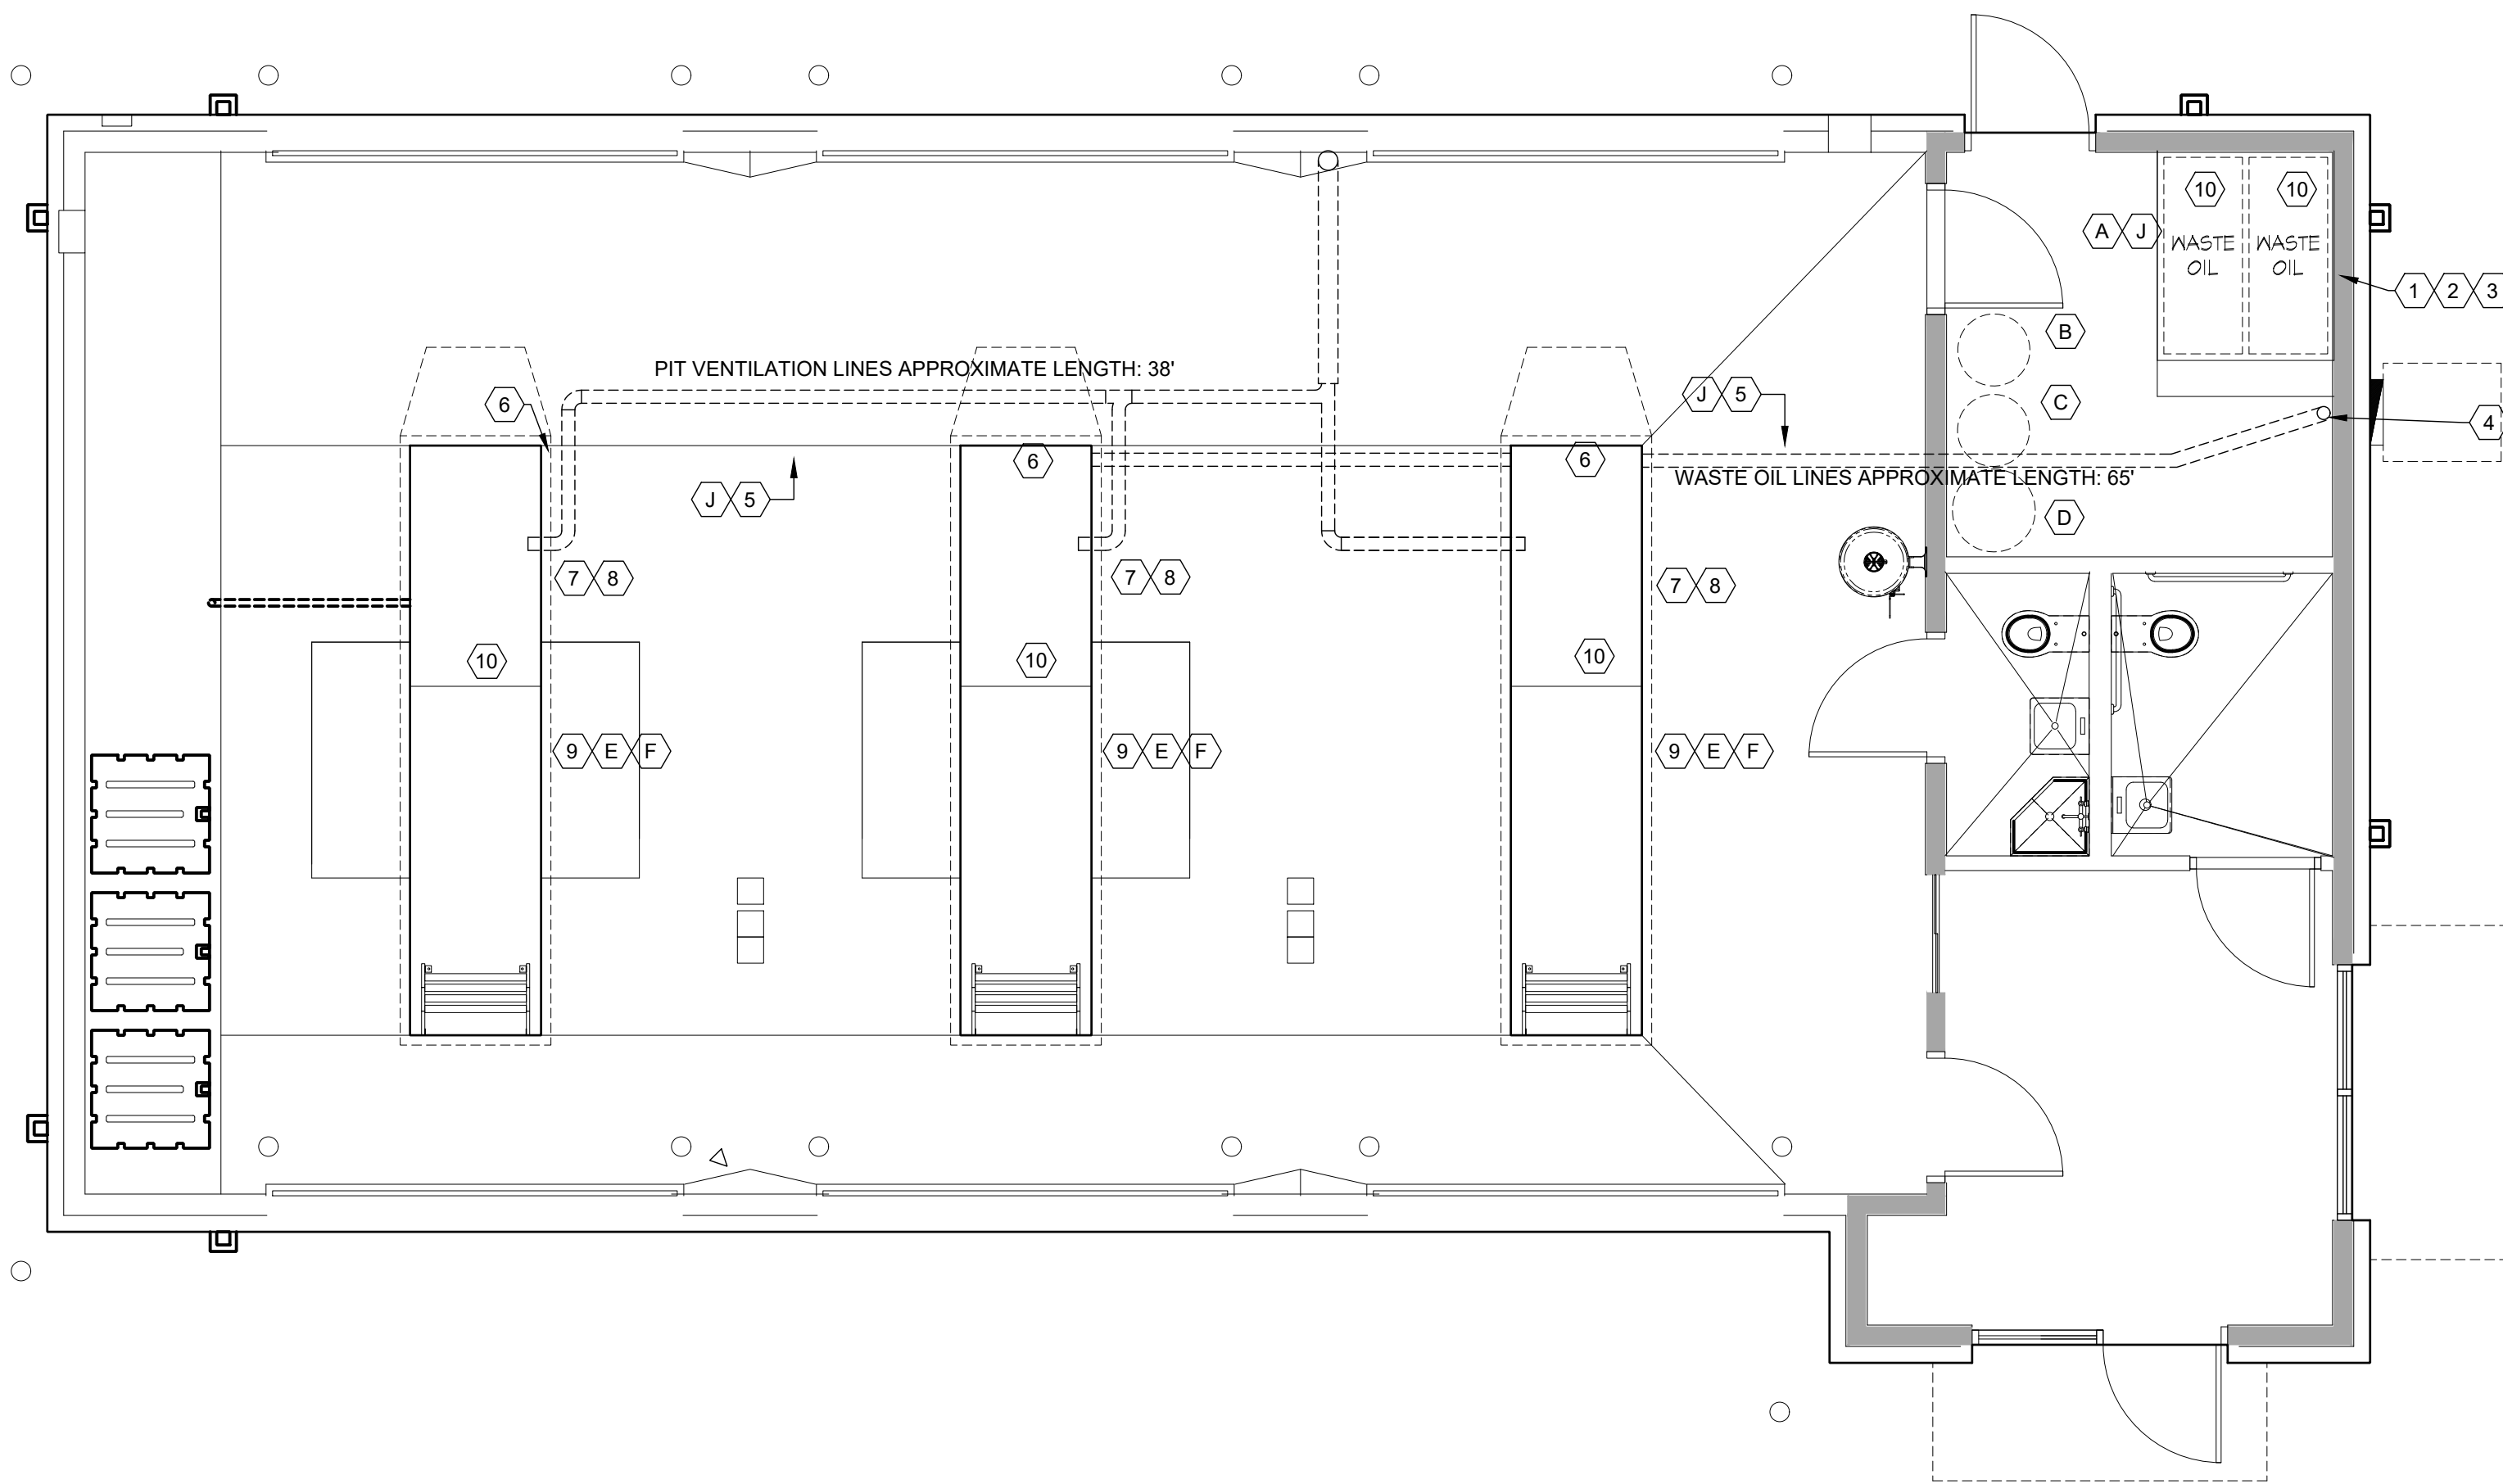 10 10
A J
WASTE OIL
WASTE OIL
1 2 3
B
PIT VENTILATION LINES APPROXIMATE LENGTH: 38'
6
J 5
C
4
6
6
WASTE OIL LINES APPROXIMATE LENGTH: 65'
J 5
D
7 8
7 8
7 8
10
10
10
9 E F
9 E F
9 E F